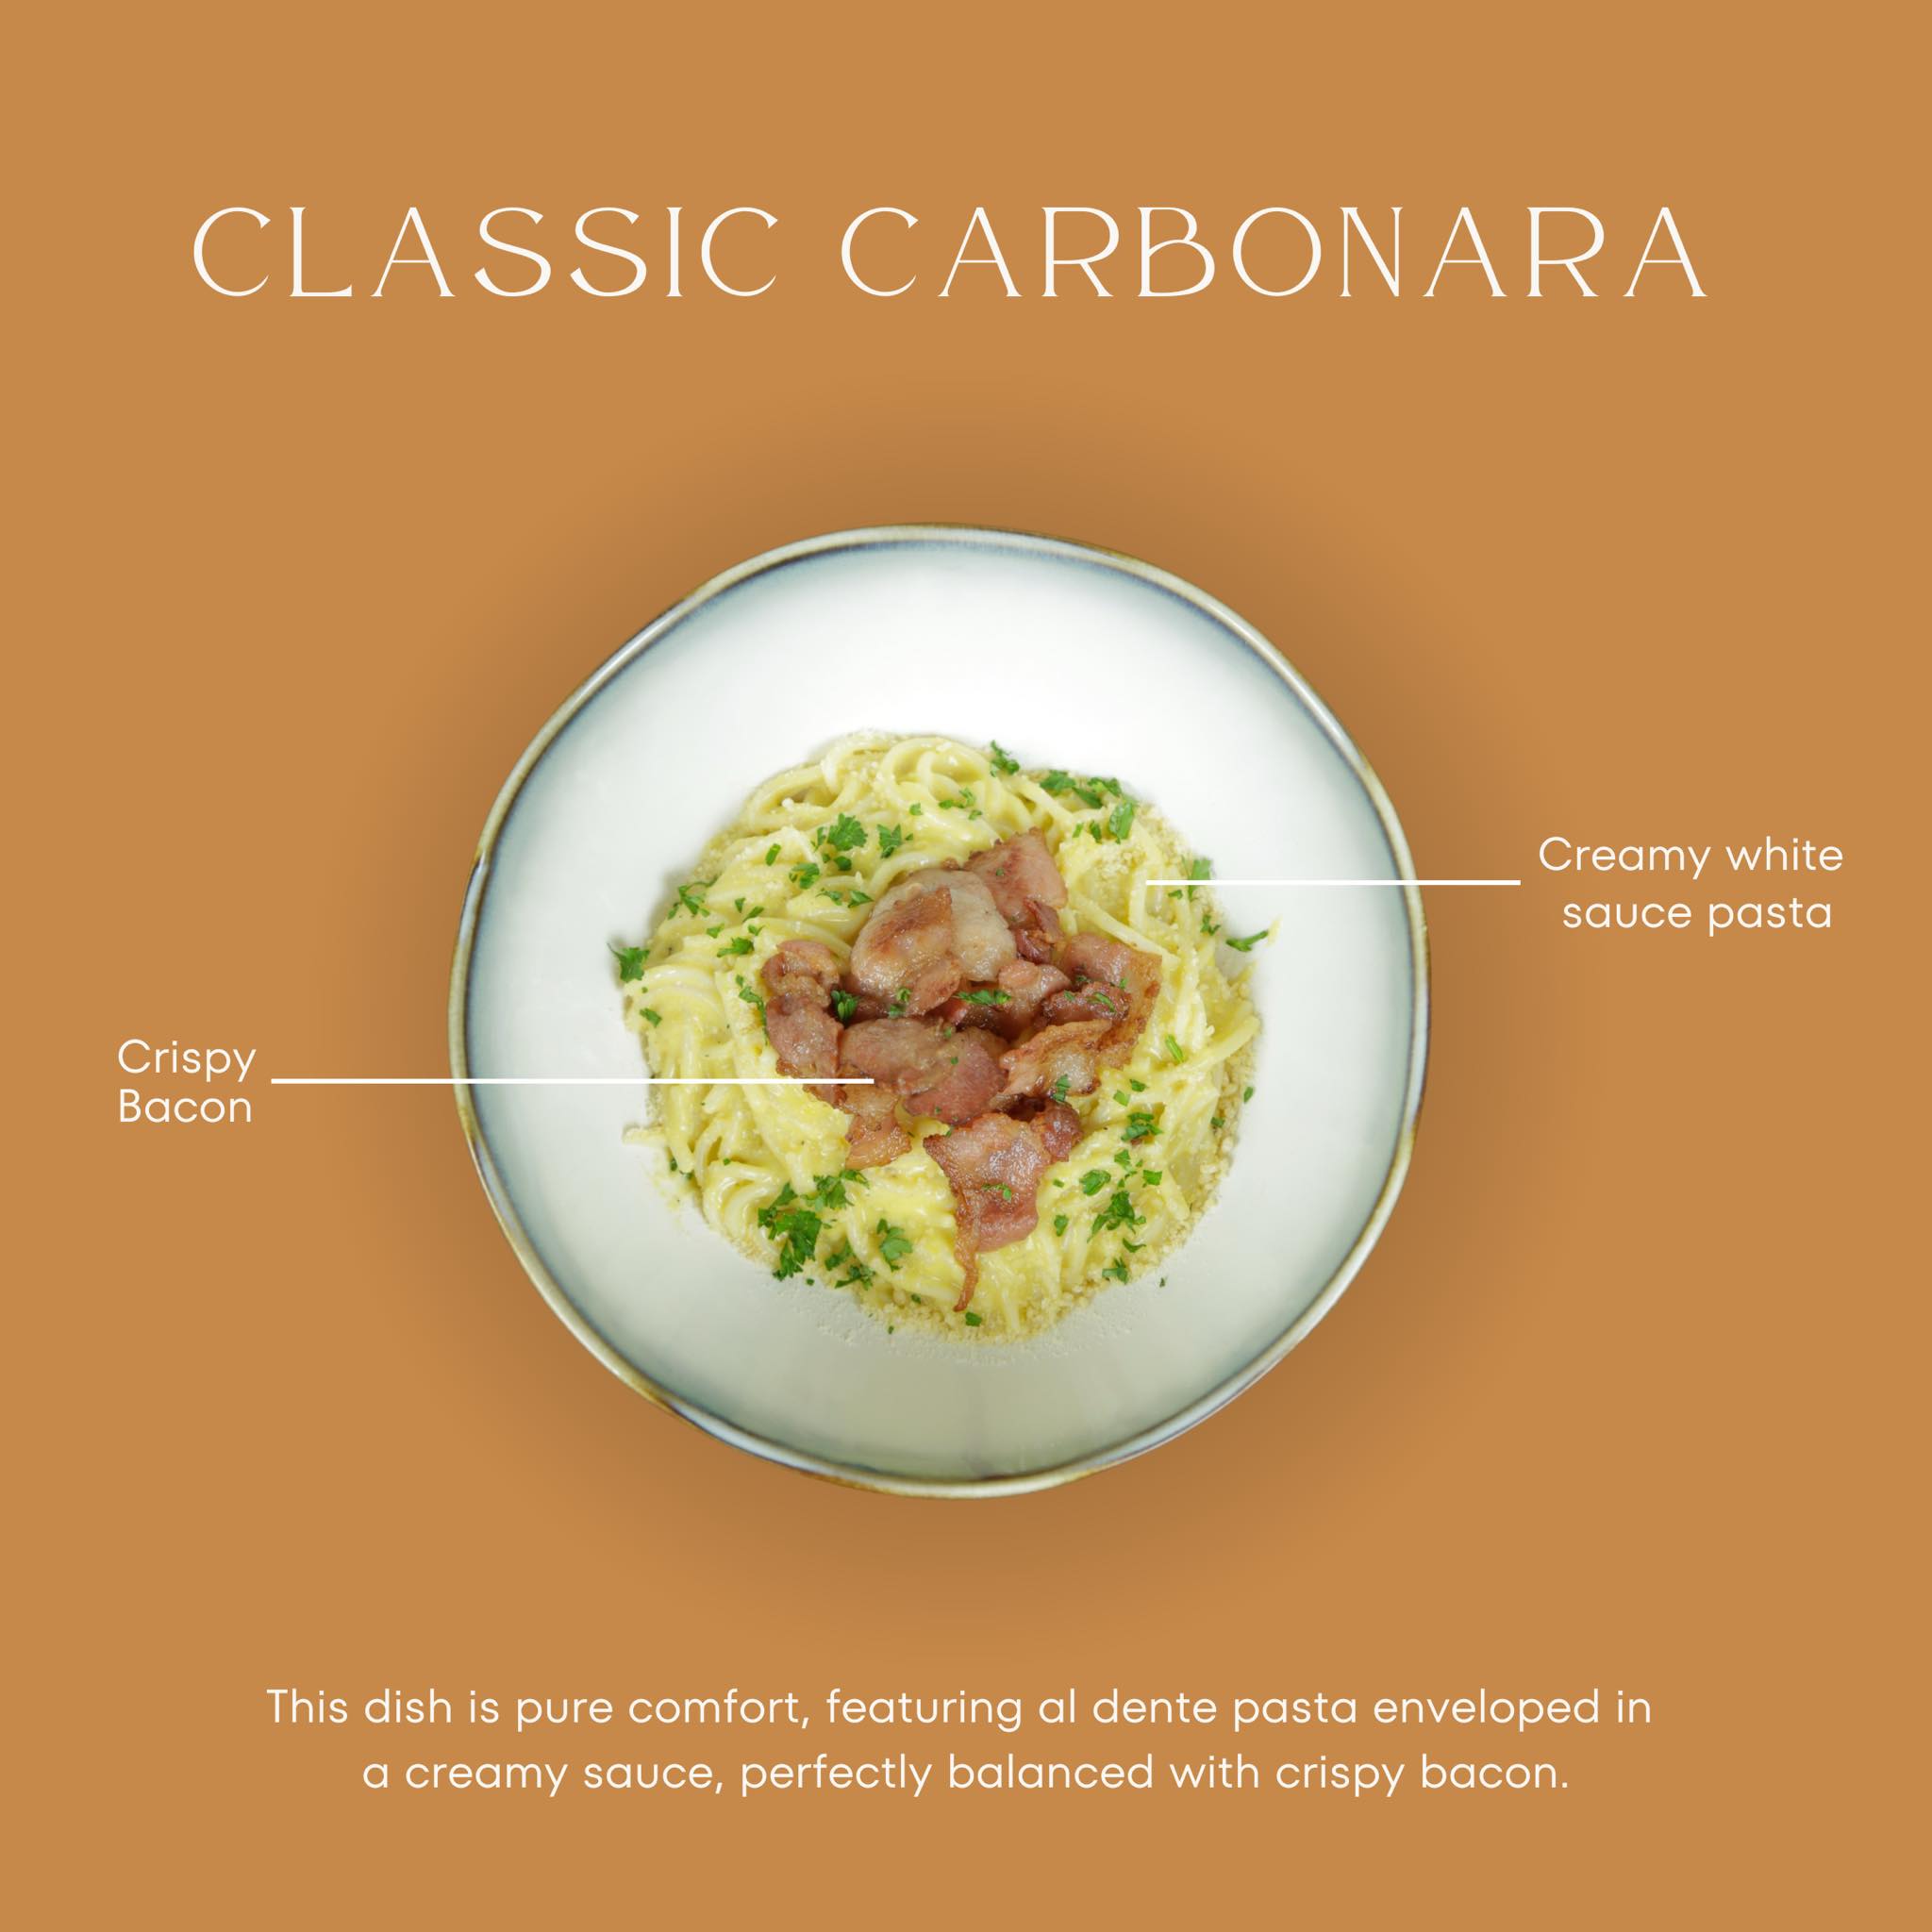 CLASSIC CARBONARA
Creamy white
sauce pasta
Crispy
Bacon
This dish is pure comfort, featuring al dente pasta enveloped in
a creamy sauce, perfectly balanced with crispy bacon.